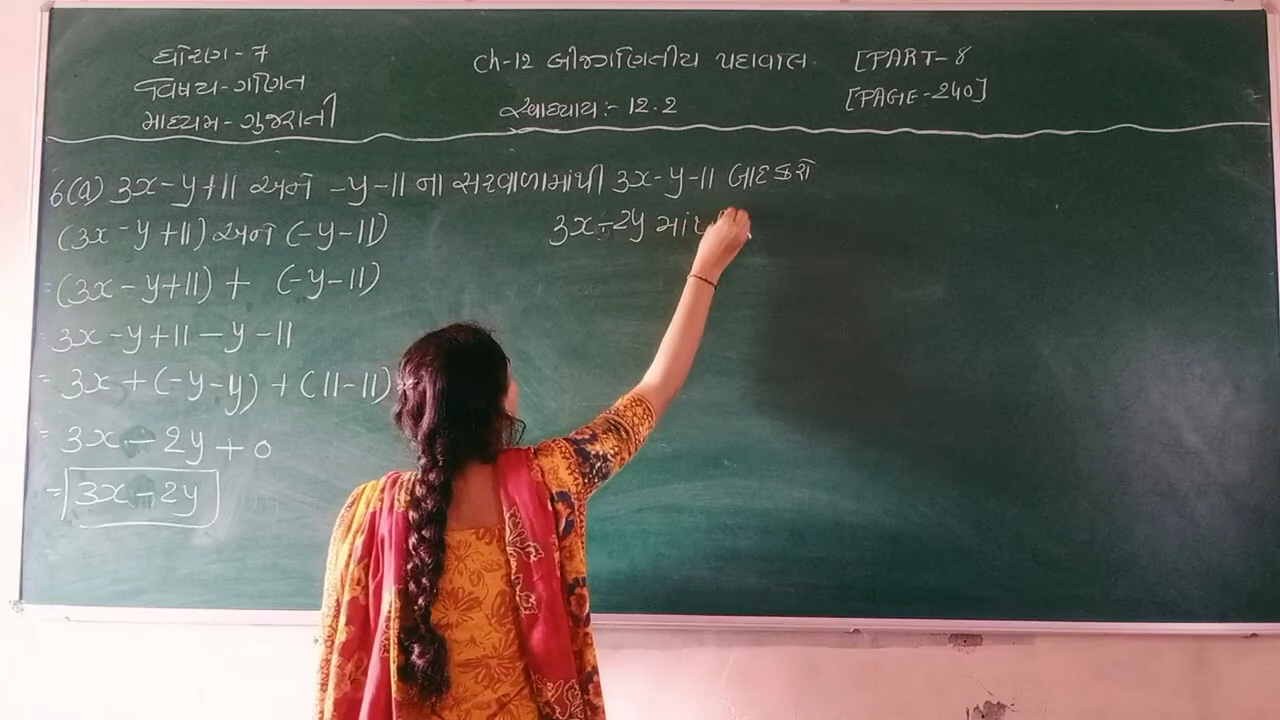 ધોરણ-7
વિષય-ગણિત
માધ્યમ-ગુજરાતી
Ch-12 બીજગણિતીય પદાવલિ
સ્વાધ્યાય:- 12.2
[PART-8
[PAGE-240]
6(a) 3x-y+11 અને -y-11 ના સરવાળામાંથી 3x-y-11 બાદ કરો
(3x-y+11) અને (-y-11)
=(3x-y+11) + (-y-11)
=3x-y+11-y-11
=3x+(-y-y)+(11-11)
=3x-2y+0
=3x-2y
3x-2y